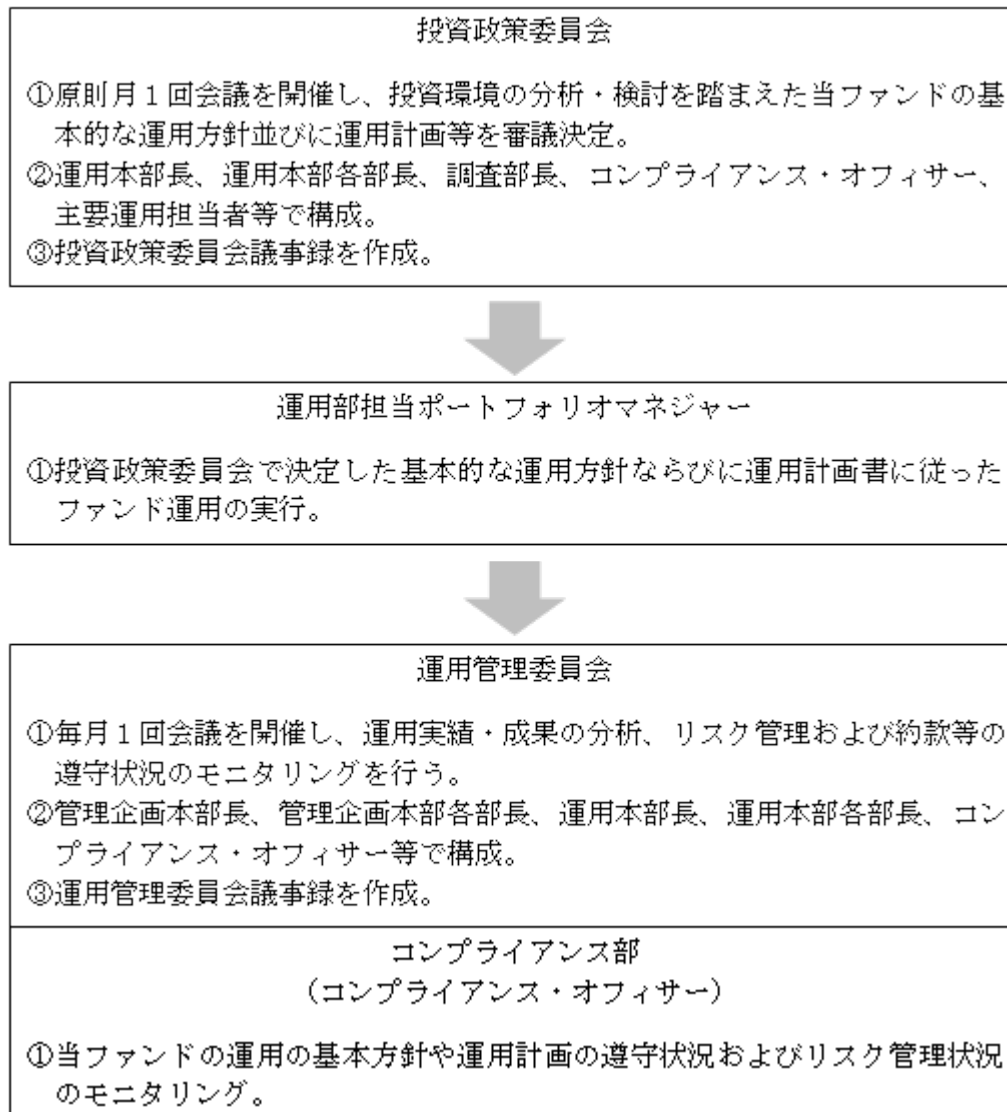 投資政策委員会
①原則月１回会議を開催し、投資環境の分析・検討を踏まえた当ファンドの基
本的な運用方針並びに運用計画等を審議決定。
②運用本部長、運用本部各部長、調査部長、コンプライアンス・オフィサー、
主要運用担当者等で構成。
③投資政策委員会議事録を作成。
運用部担当ポートフォリオマネジャー
①投資政策委員会で決定した基本的な運用方針ならびに運用計画書に従った
ファンド運用の実行。
運用管理委員会
①毎月１回会議を開催し、運用実績・成果の分析、リスク管理および約款等の
遵守状況のモニタリングを行う。
②管理企画本部長、管理企画本部各部長、運用本部長、運用本部各部長、コン
プライアンス・オフィサー等で構成。
③運用管理委員会議事録を作成。
コンプライアンス部
（コンプライアンス・オフィサー）
①当ファンドの運用の基本方針や運用計画の遵守状況およびリスク管理状況
のモニタリング。